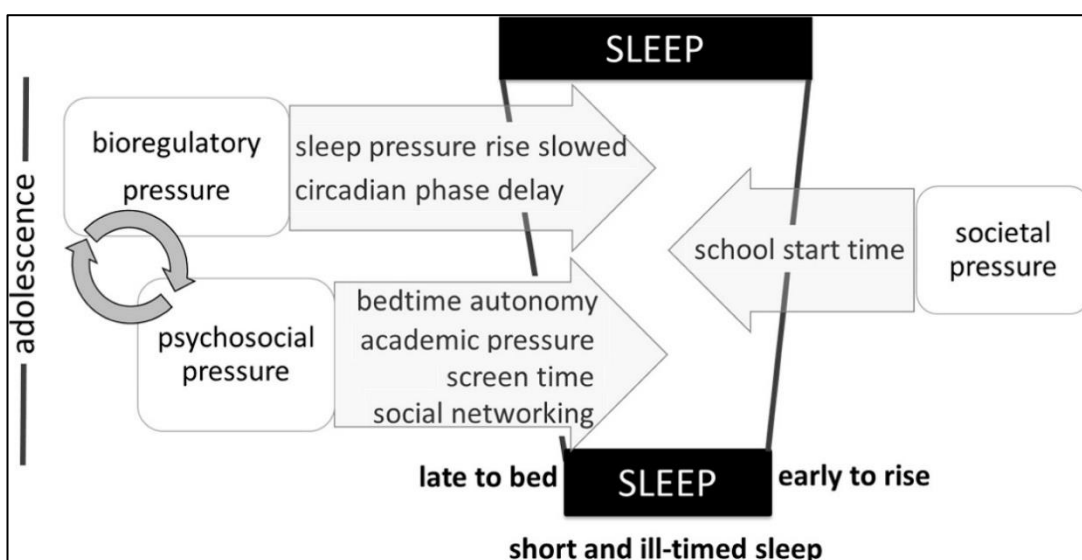 SLEEP
adolescence
bioregulatory
pressure
sleep pressure rise slowed
circadian phase delay
school start time
societal
pressure
psychosocial
pressure
bedtime autonomy
academic pressure
screen time
social networking
late to bed
SLEEP
early to rise
short and ill-timed sleep